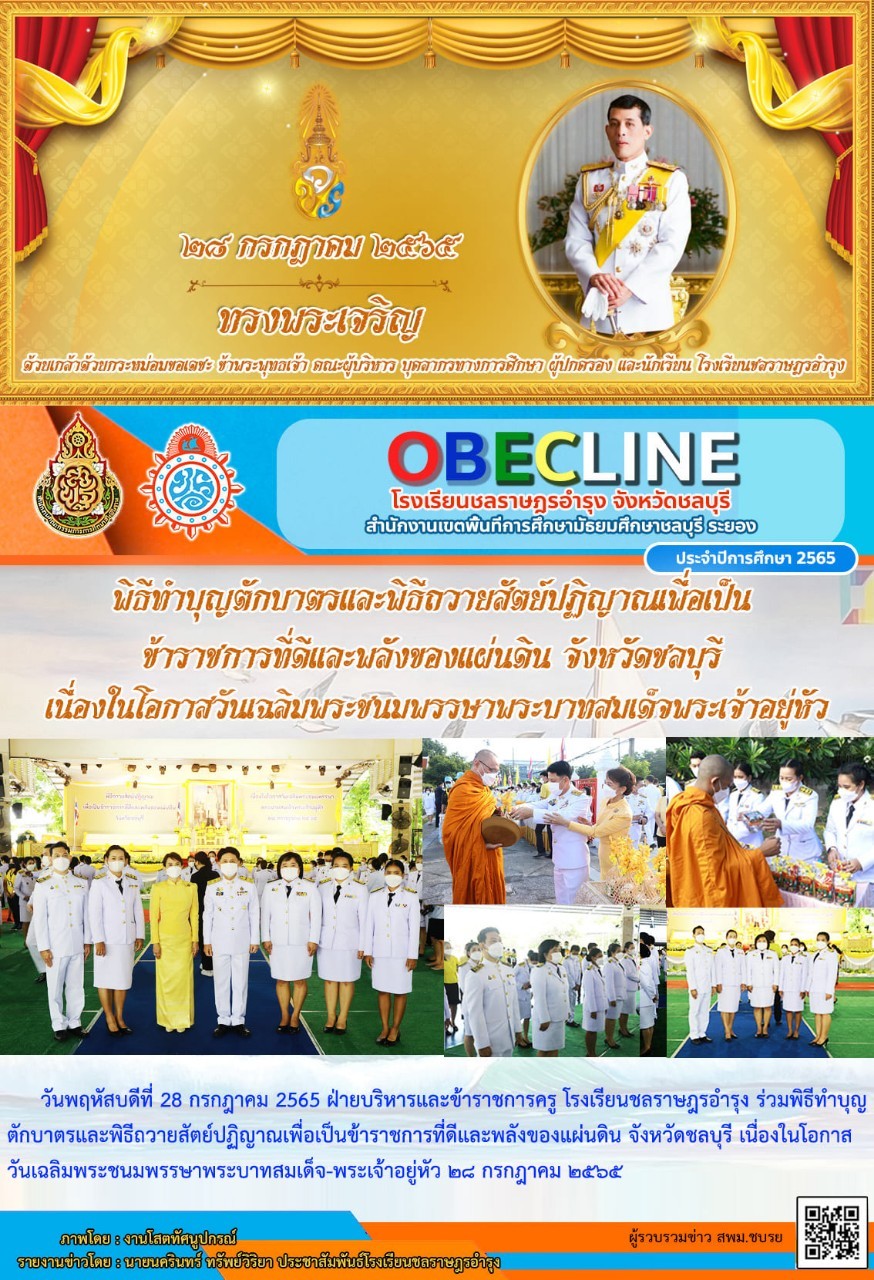 ๒๘ กรกฎาคม ๒๕๖๕
ทรงพระเจริญ
ด้วยเกล้าด้วยกระหม่อมขอเดชะ ข้าพระพุทธเจ้า คณะผู้บริหาร บุคลากรทางการศึกษา ผู้ปกครอง และนักเรียน โรงเรียนชลราษฎรอำรุง
OBECLINE
โรงเรียนชลราษฎรอำรุง จังหวัดชลบุรี
สำนักงานเขตพื้นที่การศึกษามัธยมศึกษาชลบุรี ระยอง
ประจำปีการศึกษา 2565
พิธีทำบุญตักบาตรและพิธีถวายสัตย์ปฏิญาณเพื่อเป็น
ข้าราชการที่ดีและพลังของแผ่นดิน จังหวัดชลบุรี
เนื่องในโอกาสวันเฉลิมพระชนมพรรษาพระบาทสมเด็จพระเจ้าอยู่หัว
วันพฤหัสบดีที่ 28 กรกฎาคม 2565 ฝ่ายบริหารและข้าราชการครู โรงเรียนชลราษฎรอำรุง ร่วมพิธีทำบุญ
ตักบาตรและพิธีถวายสัตย์ปฏิญาณเพื่อเป็นข้าราชการที่ดีและพลังของแผ่นดิน จังหวัดชลบุรี เนื่องในโอกาส
วันเฉลิมพระชนมพรรษาพระบาทสมเด็จ-พระเจ้าอยู่หัว ๒๘ กรกฎาคม ๒๕๖๕
ภาพโดย : งานโสตทัศนูปกรณ์
รายงานข่าวโดย : นายนครินทร์ ทรัพย์วิริยา ประชาสัมพันธ์โรงเรียนชลราษฎรอำรุง
ผู้รวบรวมข่าว สพม.ชบรย